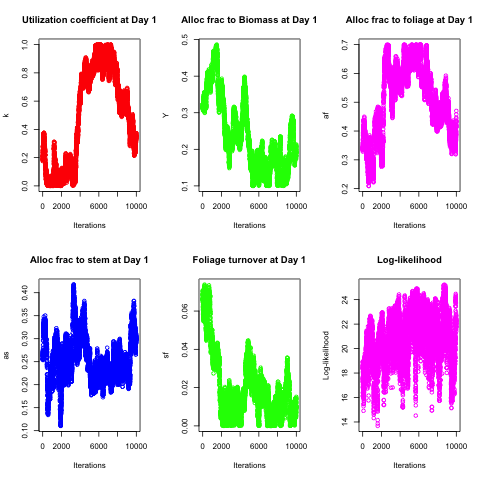 Utilization coefficient at Day 1
k
0.0 0.2 0.4 0.6 0.8 1.0
0 2000 6000 10000
Iterations
Alloc frac to Biomass at Day 1
Y
0.1 0.2 0.3 0.4 0.5
0 2000 6000 10000
Iterations
Alloc frac to foliage at Day 1
af
0.2 0.3 0.4 0.5 0.6 0.7
0 2000 6000 10000
Iterations
Alloc frac to stem at Day 1
as
0.10 0.15 0.20 0.25 0.30 0.35 0.40
0 2000 6000 10000
Iterations
Foliage turnover at Day 1
sf
0.00 0.02 0.04 0.06
0 2000 6000 10000
Iterations
Log-likelihood
Log-likelihood
14 16 18 20 22 24
0 2000 6000 10000
Iterations